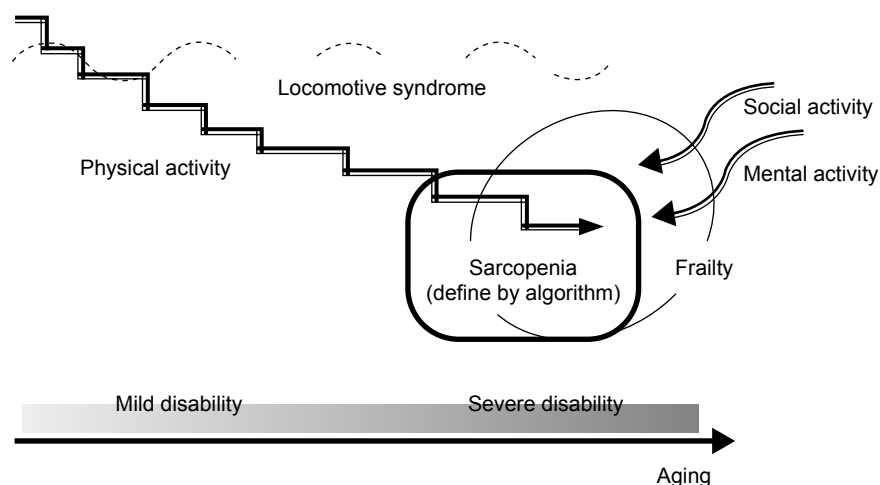 Locomotive syndrome
Social activity
Physical activity
Mental activity
Sarcopenia
(define by algorithm)
Frailty
Mild disability
Severe disability
Aging